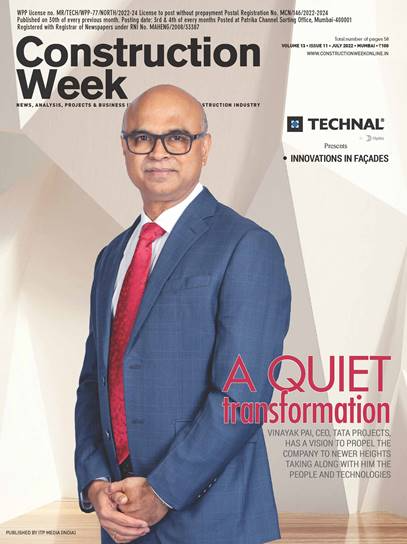 WPP License no. MR/TECH/WPP-77/NORTH/2022-24 License to post without prepayment Postal Registration No. MCN/146/2022-2024
Published on 30th of every previous month. Posting date: 3rd & 4th of every months Posted at Patrika Channel Sorting Office, Mumbai-400001
Registered with Registrar of Newspapers under RNI No. MAHENG/2008/53387
Total number of pages 58
Construction
Week
VOLUME 13 • ISSUE 11 • JULY 2022 • MUMBAI • ₹100
WWW.CONSTRUCTIONWEEKONLINE.IN
NEWS, ANALYSIS, PROJECTS & BUSINESS CONSTRUCTION INDUSTRY
TECHNAL
Hydro
Presents
• INNOVATIONS IN FAÇADES
A QUIET
transformation
VINAYAK PAI, CEO, TATA PROJECTS,
HAS A VISION TO PROPEL THE
COMPANY TO NEWER HEIGHTS
TAKING ALONG WITH HIM THE
PEOPLE AND TECHNOLOGIES
PUBLISHED BY ITP MEDIA (INDIA)